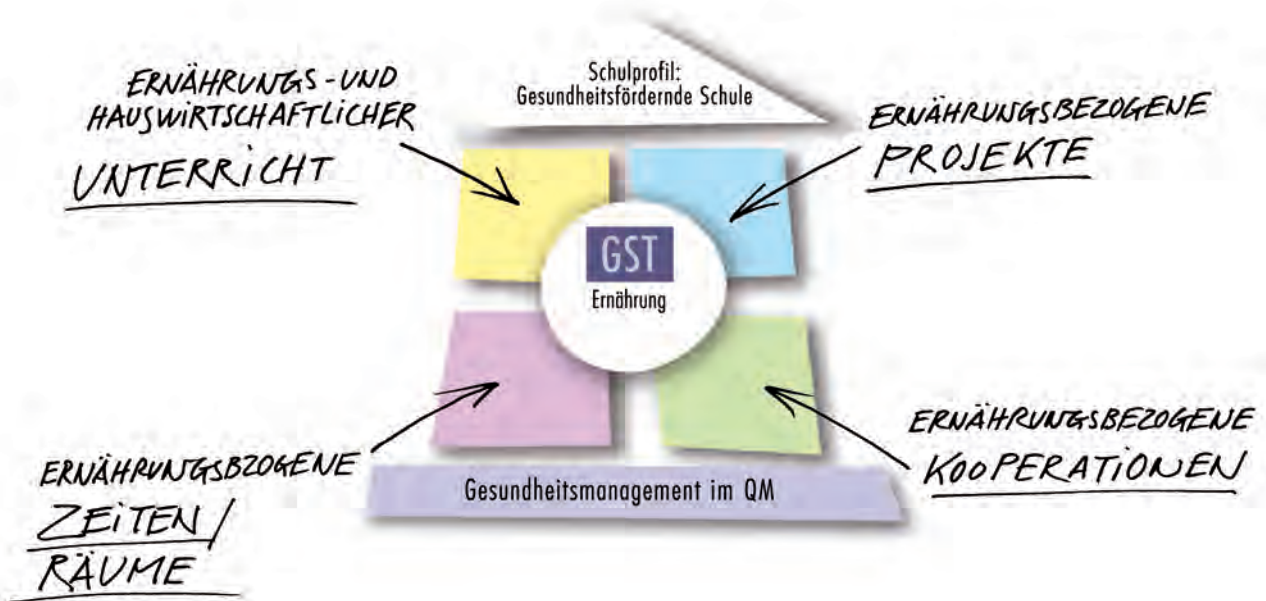 Schulprofil:
Gesundheitsfördernde Schule
ERNÄHRUNGS-UND
HAUSWIRTSCHAFTLICHER
UNTERRICHT
ERNÄHRUNGSBEZOGENE
PROJEKTE
GST
Ernährung
ERNÄHRUNGSBZOGENE
ZEITEN/
RÄUME
ERNÄHRUNGSBEZOGENE
KOOPERATIONEN
Gesundheitsmanagement im QM